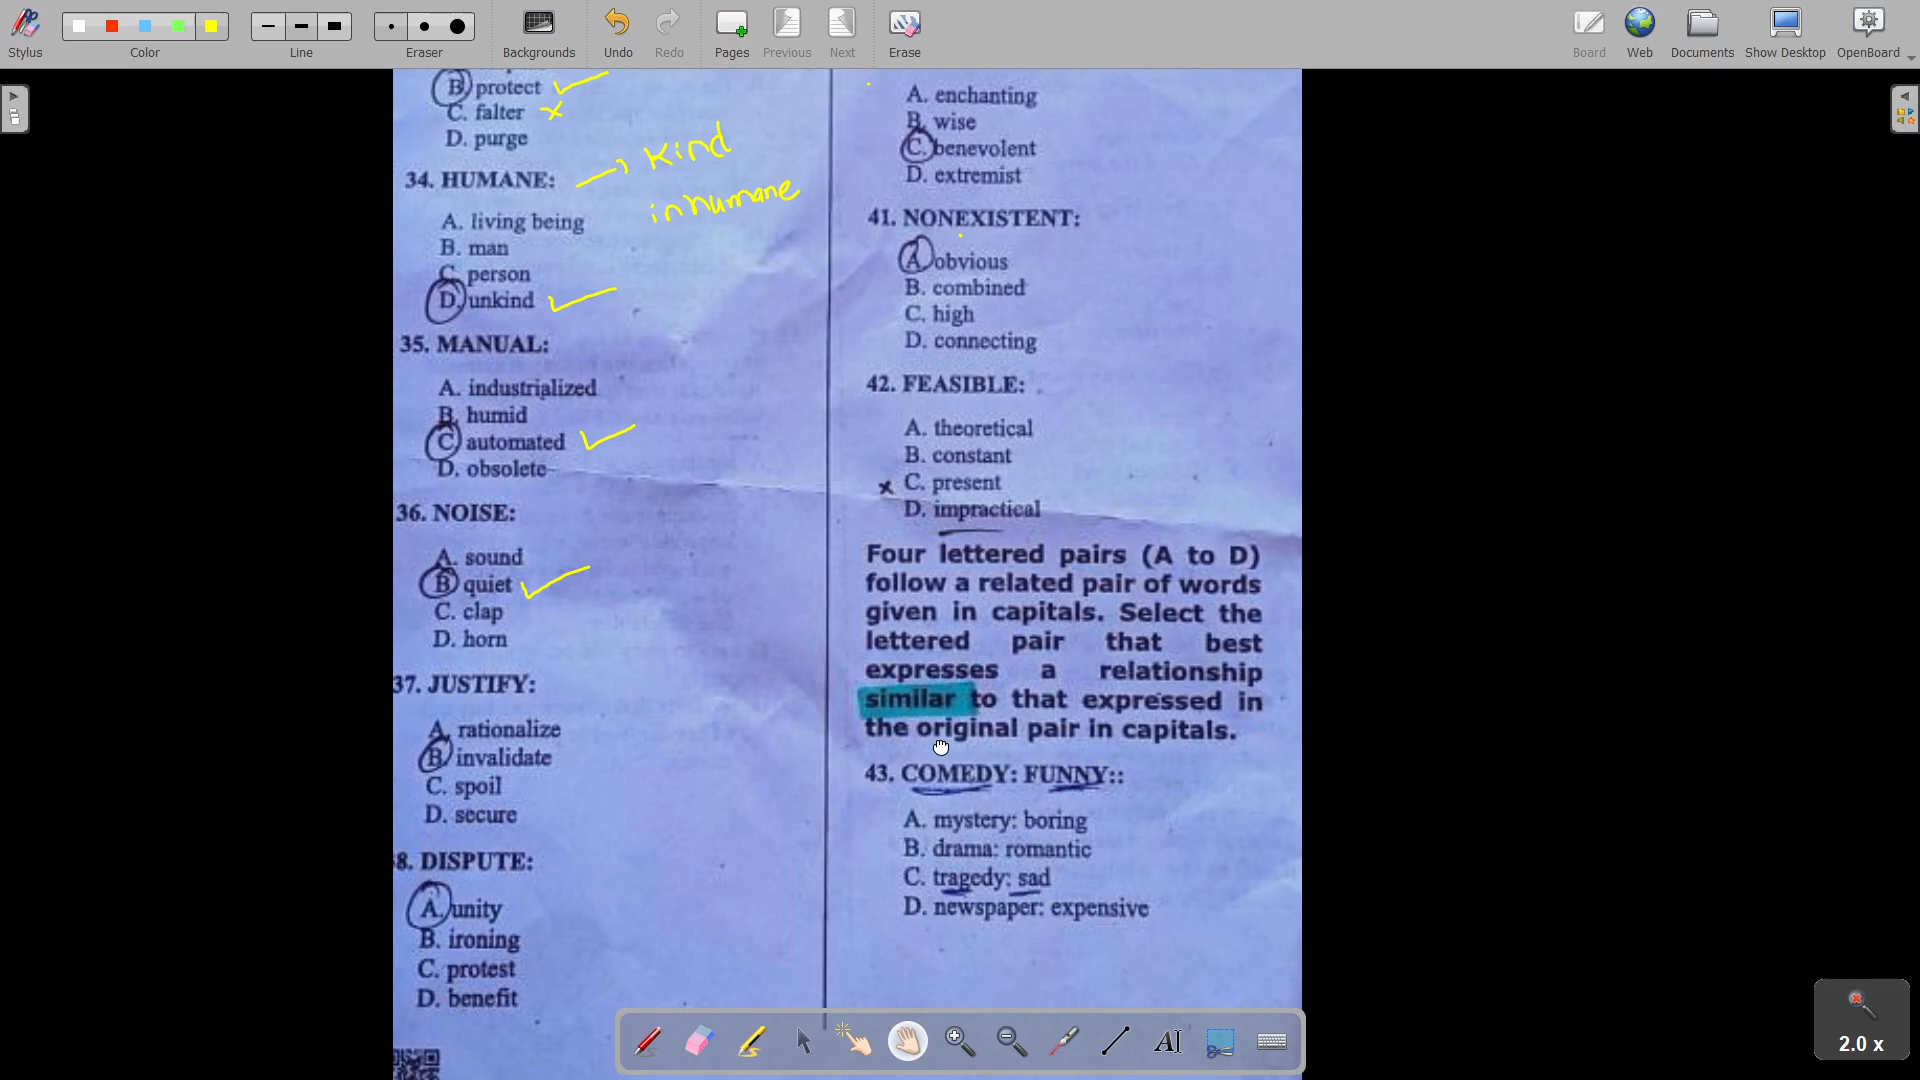 Stylus
Color
Line
Eraser
Backgrounds
Undo
Redo
Pages
Previous
Next
Erase
Board
Web
Documents
Show Desktop
OpenBoard
B. protect
C. falter
D. purge
34. HUMANE:
Kind
inhumane
A. living being
B. man
C. person
D. unkind
35. MANUAL:
A. industrialized
B. humid
C. automated
D. obsolete
36. NOISE:
A. sound
B. quiet
C. clap
D. horn
37. JUSTIFY:
A. rationalize
B. invalidate
C. spoil
D. secure
8. DISPUTE:
A. unity
B. ironing
C. protest
D. benefit
A. enchanting
B. wise
C. benevolent
D. extremist
41. NONEXISTENT:
A. obvious
B. combined
C. high
D. connecting
42. FEASIBLE:
A. theoretical
B. constant
x C. present
D. impractical
Four lettered pairs (A to D)
follow a related pair of words
given in capitals. Select the
lettered pair that best
expresses a relationship
similar to that expressed in
the original pair in capitals.
43. COMEDY: FUNNY::
A. mystery: boring
B. drama: romantic
C. tragedy: sad
D. newspaper: expensive
2.0 x